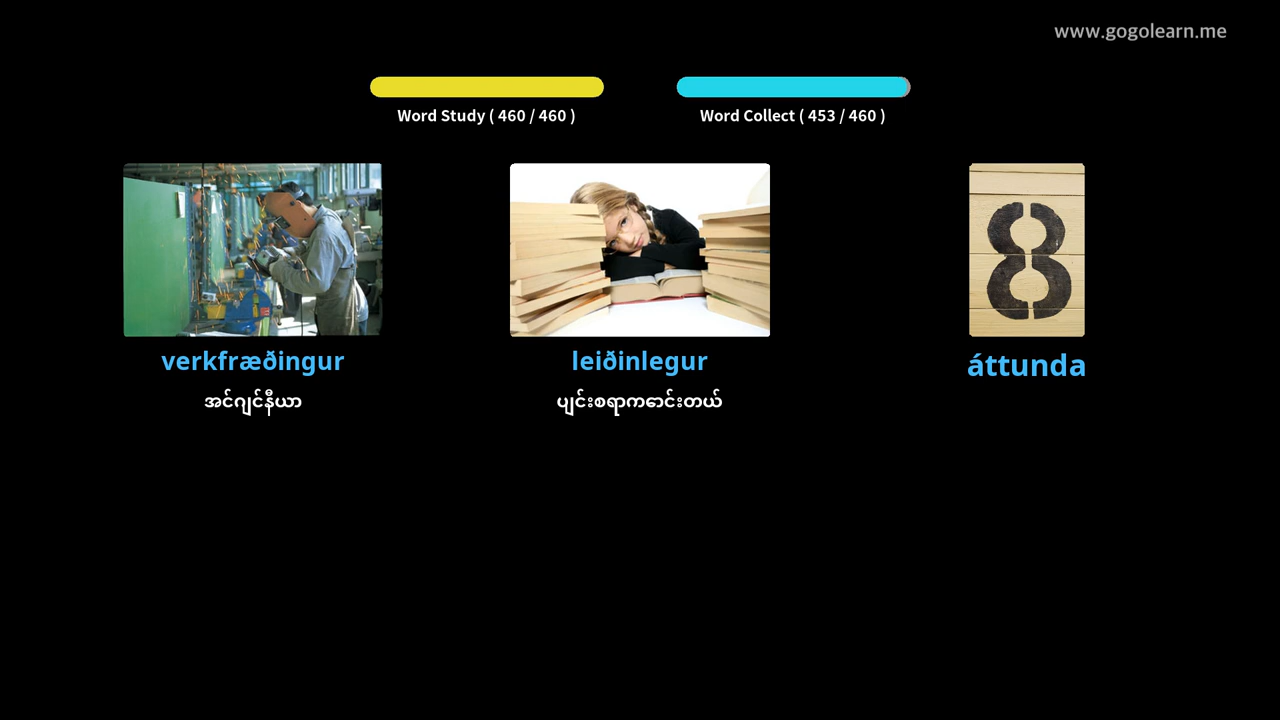 www.gogolearn.me
Word Study ( 460 / 460 )
Word Collect ( 453 / 460 )
8
verkfræðingur
leiðinlegur
áttunda
အင်ဂျင်နီယာ
ပျင်းစရာကောင်းတယ်